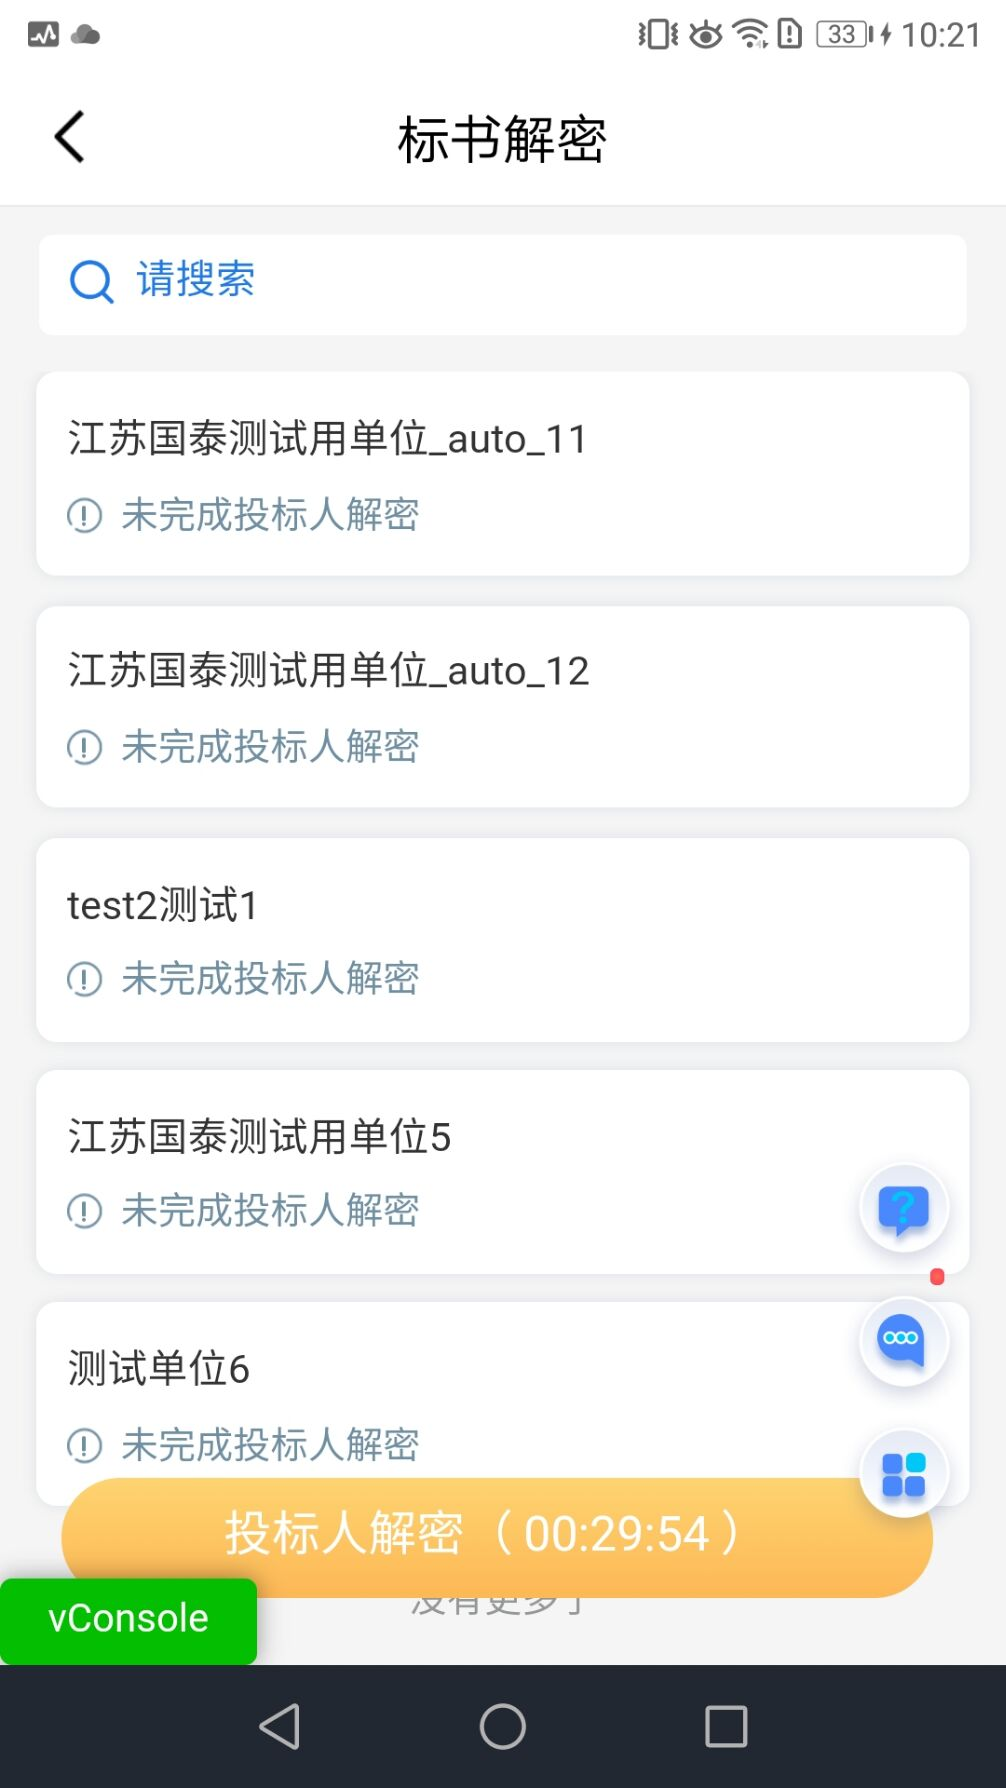 33 10:21
标书解密
请搜索
江苏国泰测试用单位_auto_11
未完成投标人解密
江苏国泰测试用单位_auto_12
未完成投标人解密
test2测试1
未完成投标人解密
江苏国泰测试用单位5
未完成投标人解密
测试单位6
未完成投标人解密
投标人解密（00:29:54）
没有更多了
vConsole